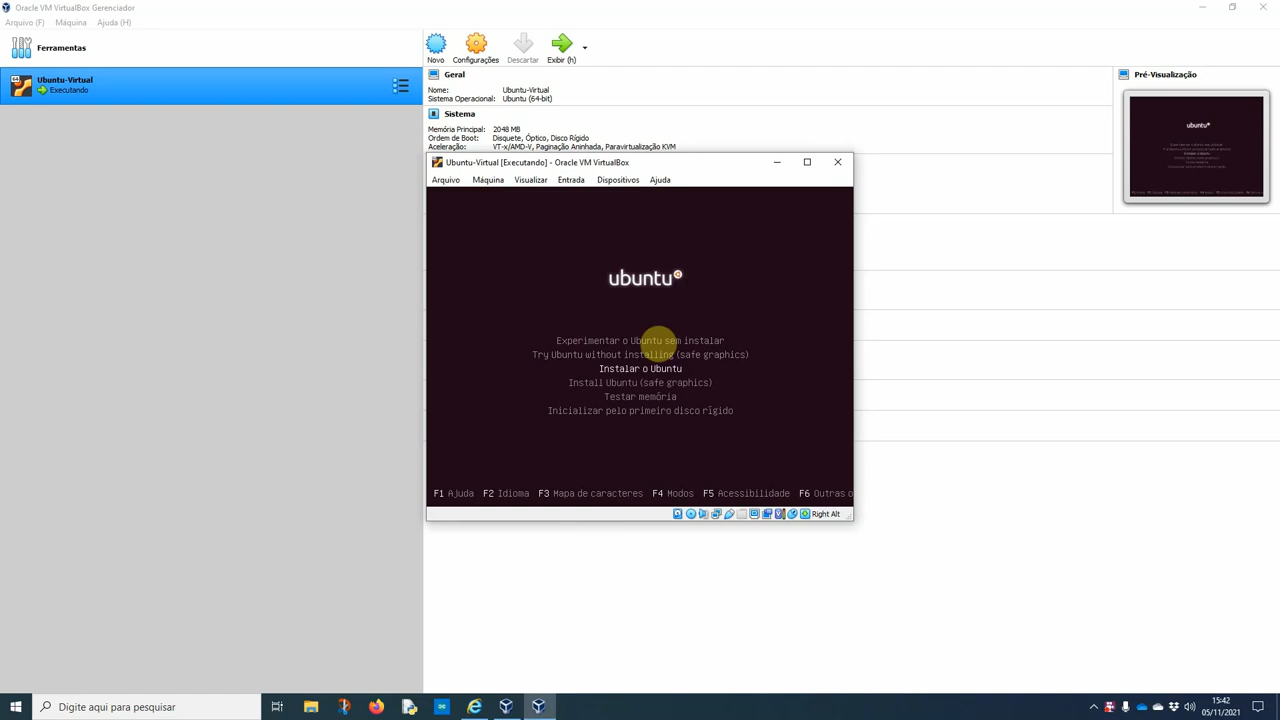 Oracle VM VirtualBox Gerenciador
Arquivo (F) Máquina Ajuda (H)
Ferramentas
Novo Configurações Descartar Exibir (h)
Ubuntu-Virtual
Executando
Geral
Nome: Ubuntu-Virtual
Sistema Operacional: Ubuntu (64-bit)
Sistema
Memória Principal: 2048 MB
Ordem de Boot: Disquete, Óptico, Disco Rígido
Aceleração: VT-x/AMD-V, Paginação Aninhada, Paravirtualização KVM
Pré-Visualização
ubuntu
Ubuntu-Virtual [Executando] - Oracle VM VirtualBox
Arquivo Máquina Visualizar Entrada Dispositivos Ajuda
ubuntu
Experimentar o Ubuntu sem instalar
Try Ubuntu without installing (safe graphics)
Instalar o Ubuntu
Install Ubuntu (safe graphics)
Testar memória
Inicializar pelo primeiro disco rígido
F1 Ajuda F2 Idioma F3 Mapa de caracteres F4 Modos F5 Acessibilidade F6 Outras o
Right Alt
Digite aqui para pesquisar
15:42
05/11/2021